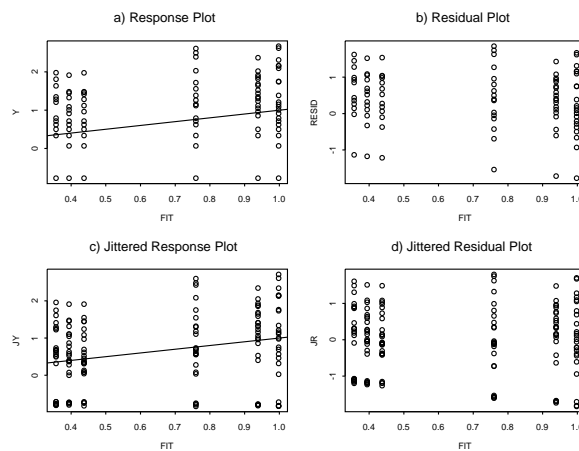 a) Response Plot
Y
0 1 2
0.4 0.5 0.6 0.7 0.8 0.9 1.0
FIT
b) Residual Plot
RESID
-1 0 1
0.4 0.5 0.6 0.7 0.8 0.9 1.0
FIT
c) Jittered Response Plot
JY
0 1 2
0.4 0.5 0.6 0.7 0.8 0.9 1.0
FIT
d) Jittered Residual Plot
JR
-1 0 1
0.4 0.5 0.6 0.7 0.8 0.9 1.0
FIT